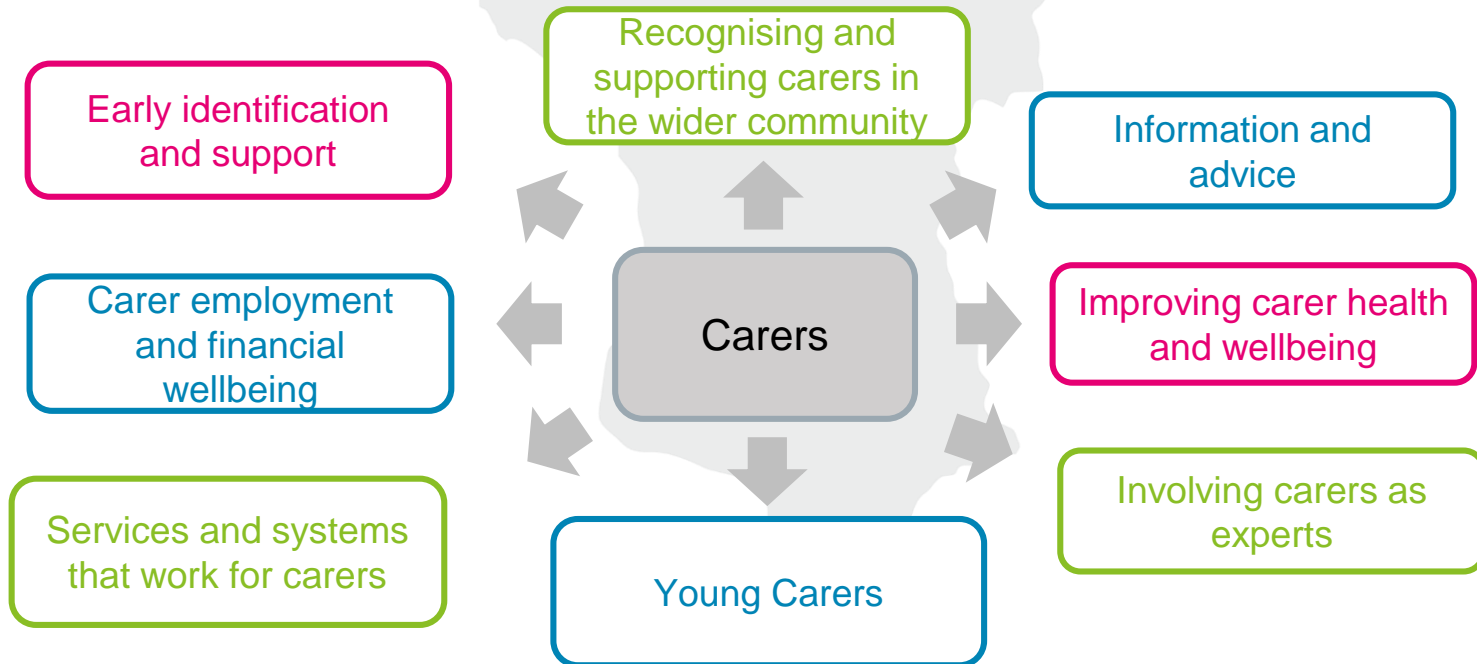 Recognising and
supporting carers in
the wider community
Early identification
and support
Information and
advice
Carer employment
and financial
wellbeing
Carers
Improving carer health
and wellbeing
Services and systems
that work for carers
Young Carers
Involving carers as
experts